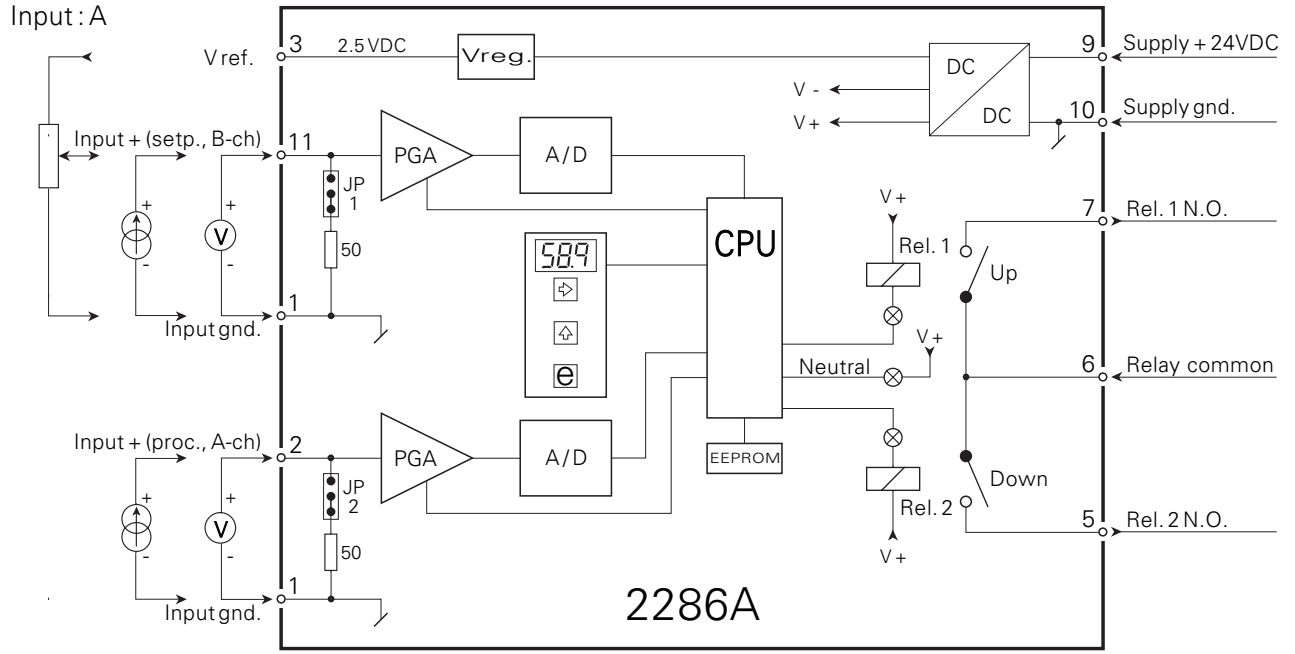 Input : A
V ref.
3
2.5 VDC
Vreg.
DC
DC
9
Supply + 24VDC
V -
V +
10
Supply gnd.
Input + (setp., B-ch)
11
PGA
A/D
JP
1
50
+
-
+
V
-
1
Input gnd.
58.9
e
CPU
V +
Rel. 1
7
Rel. 1 N.O.
Up
V +
Neutral
6
Relay common
Input + (proc., A-ch)
2
PGA
A/D
EEPROM
JP
2
50
+
-
+
V
-
1
Input gnd.
Rel. 2
V +
Down
5
Rel. 2 N.O.
2286A